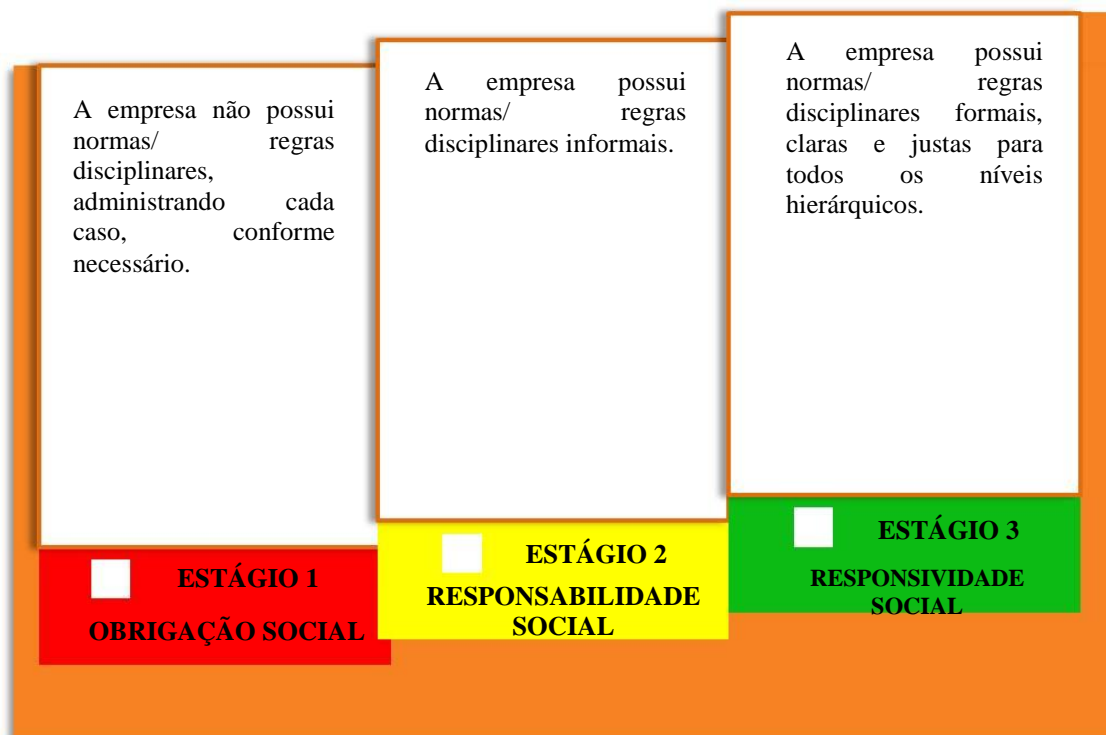 A empresa não possui
normas/ regras
disciplinares,
administrando cada
caso, conforme
necessário.
ESTÁGIO 1
OBRIGAÇÃO SOCIAL
A empresa possui
normas/ regras
disciplinares informais.
ESTÁGIO 2
RESPONSABILIDADE
SOCIAL
A empresa possui
normas/ regras
disciplinares formais,
claras e justas para
todos os níveis
hierárquicos.
ESTÁGIO 3
RESPONSIVIDADE
SOCIAL